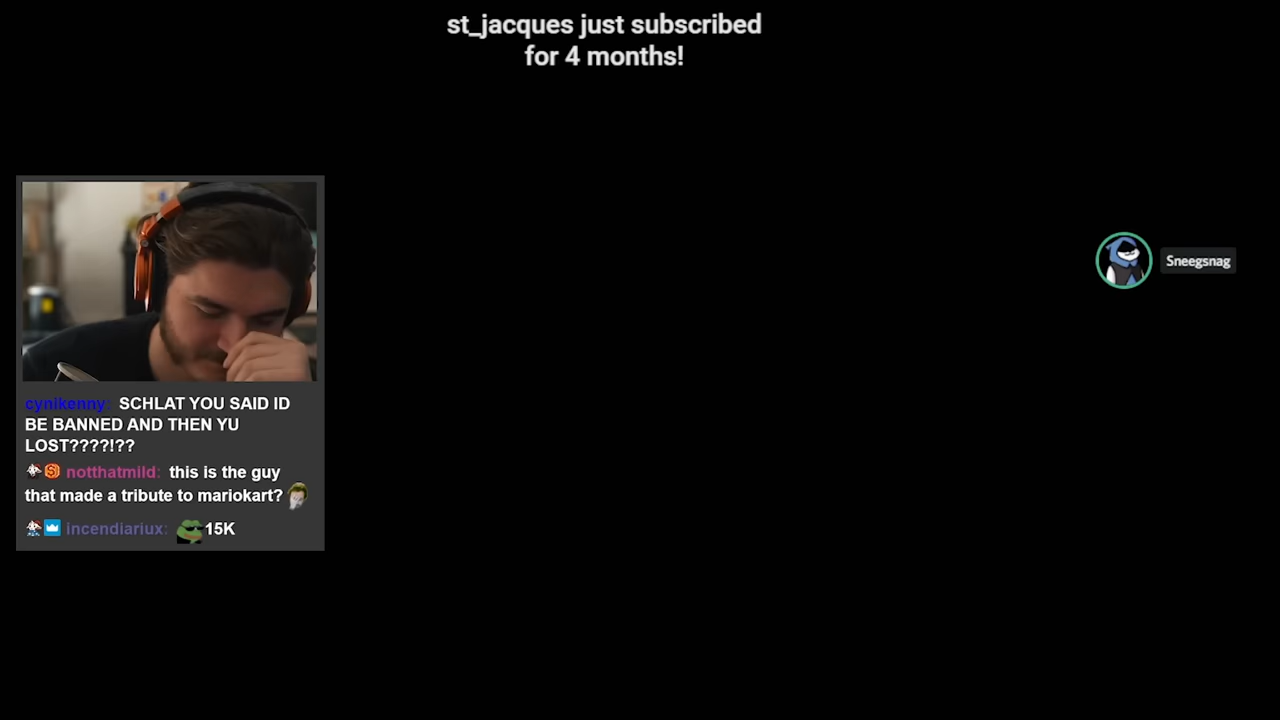 st_jacques just subscribed
for 4 months!
Sneegsnag
cynikenny: SCHLAT YOU SAID ID
BE BANNED AND THEN YU
LOST????!??
notthatmild: this is the guy
that made a tribute to mariokart?
incendiariux: 15K